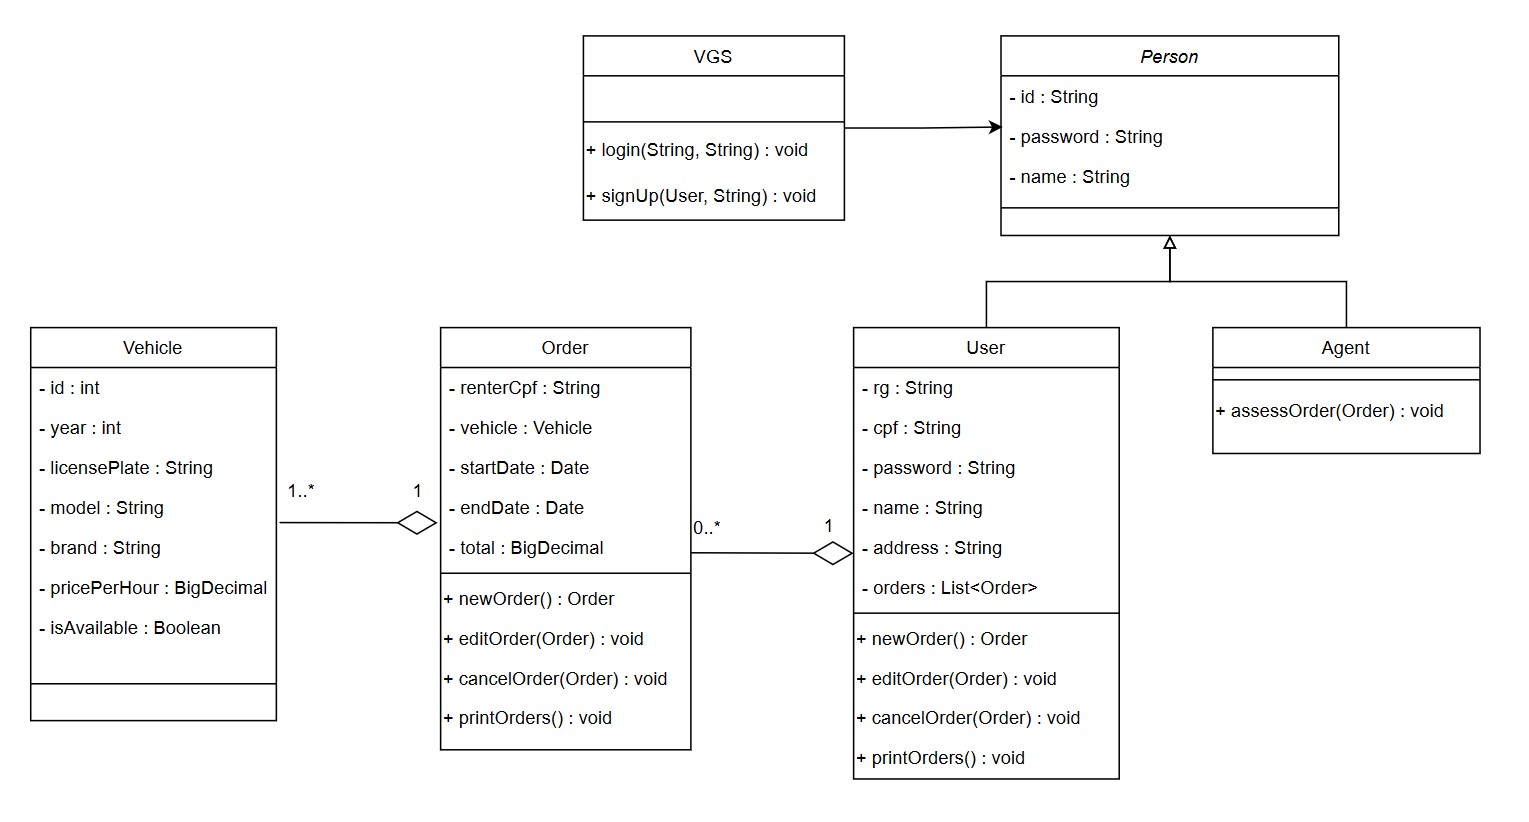 VGS
+ login(String, String) : void
+ signUp(User, String) : void
Person
- id : String
- password : String
- name : String
Vehicle
- id : int
- year : int
- licensePlate : String
- model : String
- brand : String
- pricePerHour : BigDecimal
- isAvailable : Boolean
1..*
1
Order
- renterCpf : String
- vehicle : Vehicle
- startDate : Date
- endDate : Date
- total : BigDecimal
+ newOrder() : Order
+ editOrder(Order) : void
+ cancelOrder(Order) : void
+ printOrders() : void
0..*
1
User
- rg : String
- cpf : String
- password : String
- name : String
- address : String
- orders : List<Order>
+ newOrder() : Order
+ editOrder(Order) : void
+ cancelOrder(Order) : void
+ printOrders() : void
Agent
+ assessOrder(Order) : void